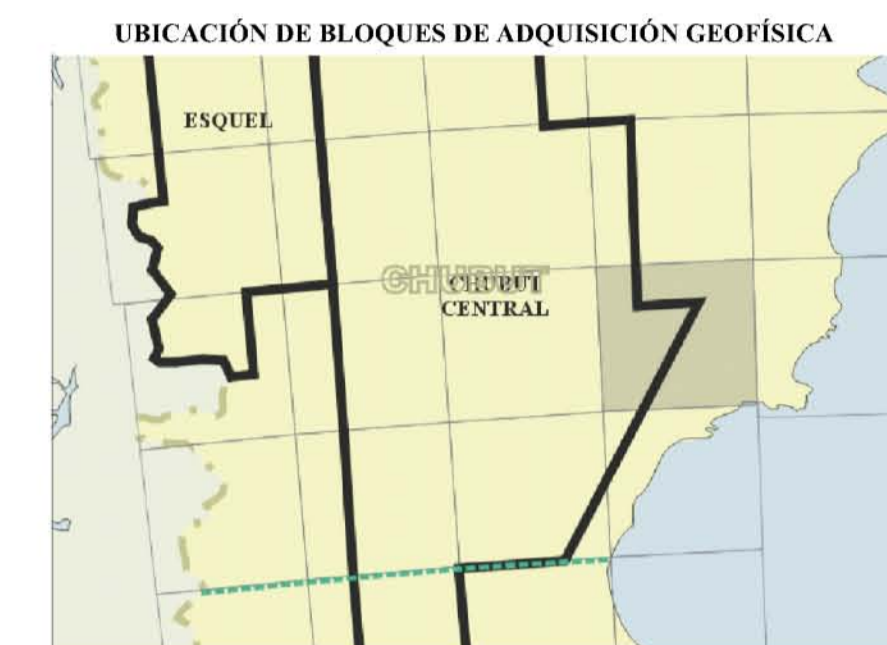 UBICACIÓN DE BLOQUES DE ADQUISICIÓN GEOFÍSICA
ESQUEL
CHUBUT
CHUBUT
CENTRAL